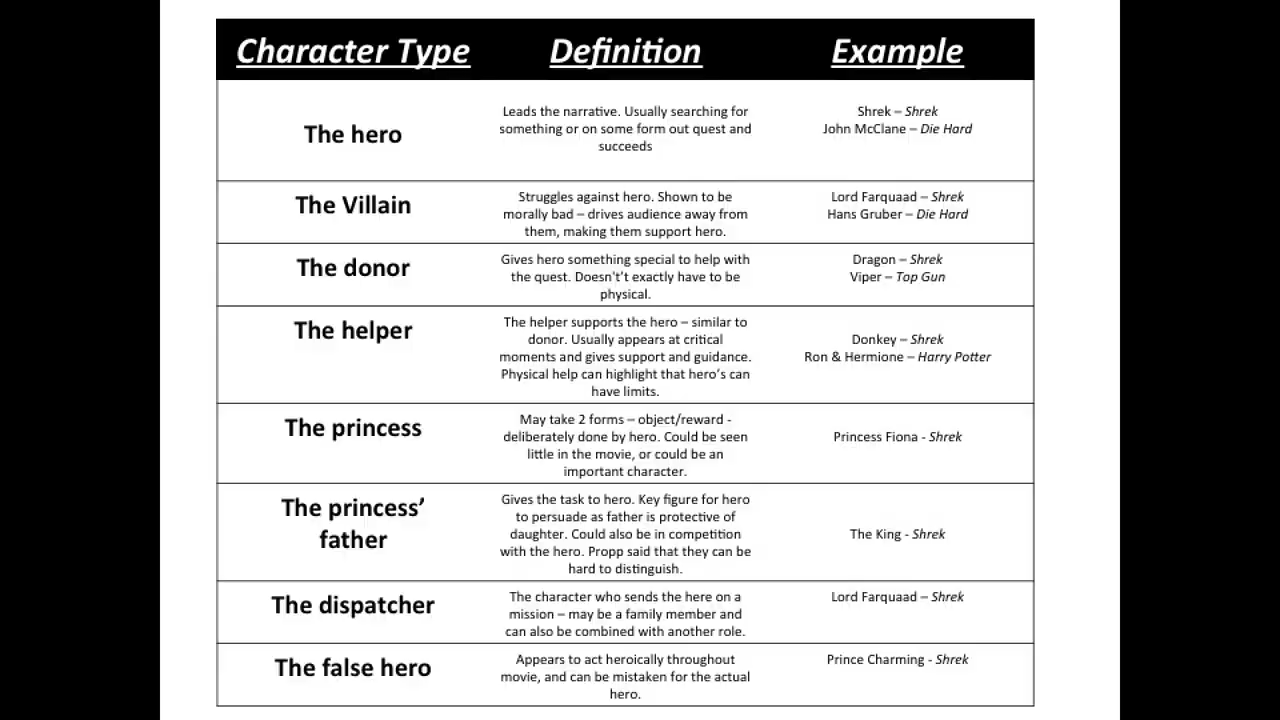 Character Type Definition Example
The hero
Leads the narrative. Usually searching for
something or on some form out quest and
succeeds
Shrek – Shrek
John McClane – Die Hard
The Villain
Struggles against hero. Shown to be
morally bad – drives audience away from
them, making them support hero.
Lord Farquaad – Shrek
Hans Gruber – Die Hard
The donor
Gives hero something special to help with
the quest. Doesn't't exactly have to be
physical.
Dragon – Shrek
Viper – Top Gun
The helper
The helper supports the hero – similar to
donor. Usually appears at critical
moments and gives support and guidance.
Physical help can highlight that hero’s can
have limits.
Donkey – Shrek
Ron & Hermione – Harry Potter
The princess
May take 2 forms – object/reward -
deliberately done by hero. Could be seen
little in the movie, or could be an
important character.
Princess Fiona - Shrek
The princess’
father
Gives the task to hero. Key figure for hero
to persuade as father is protective of
daughter. Could also be in competition
with the hero. Propp said that they can be
hard to distinguish.
The King - Shrek
The dispatcher
The character who sends the here on a
mission – may be a family member and
can also be combined with another role.
Lord Farquaad – Shrek
The false hero
Appears to act heroically throughout
movie, and can be mistaken for the actual
hero.
Prince Charming - Shrek